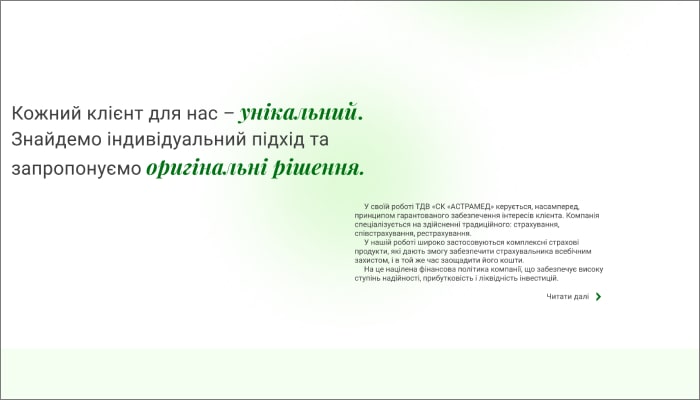 Кожний клієнт для нас – унікальний.
Знайдемо індивідуальний підхід та
запропонуємо оригінальні рішення.
У своїй роботі ТДВ «СК «АСТРАМЕД» керується, насамперед,
принципом гарантованого забезпечення інтересів клієнта. Компанія
спеціалізується на здійсненні традиційного: страхування,
співстрахування, рестрахування.
У нашій роботі широко застосовуються комплексні страхові
продукти, які дають змогу забезпечити страхувальника всебічним
захистом, і в той же час заощадити його кошти.
На це націлена фінансова політика компанії, що забезпечує високу
ступінь надійності, прибутковість і ліквідність інвестицій.
Читати далі